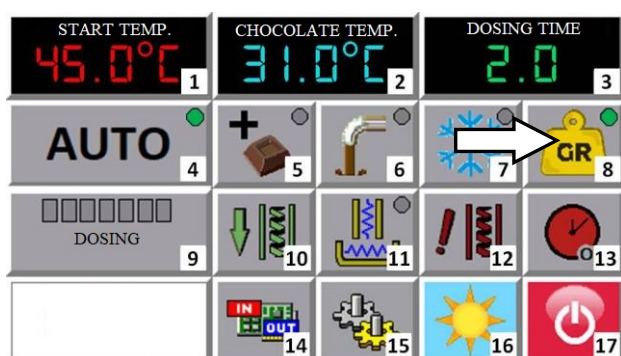 START TEMP.
CHOCOLATE TEMP.
DOSING TIME
45.0°C
1
31.0°C
2
2.0
3
AUTO
4
+
5
6
7
GR
8
DOSING
9
10
11
!
12
13
IN
OUT
14
15
16
17